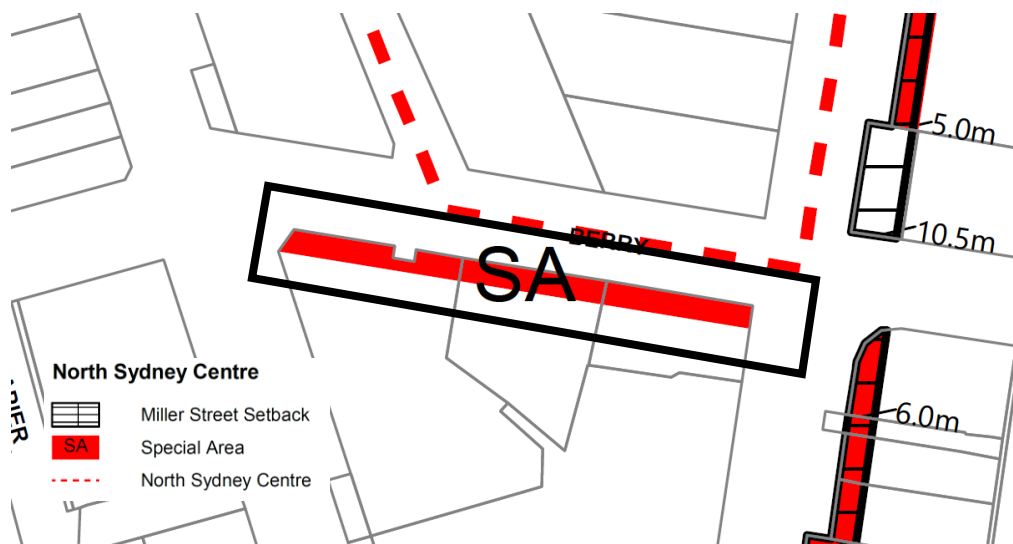 5.0m
10.5m
BERRY
SA
6.0m
North Sydney Centre
Miller Street Setback
SA
Special Area
North Sydney Centre